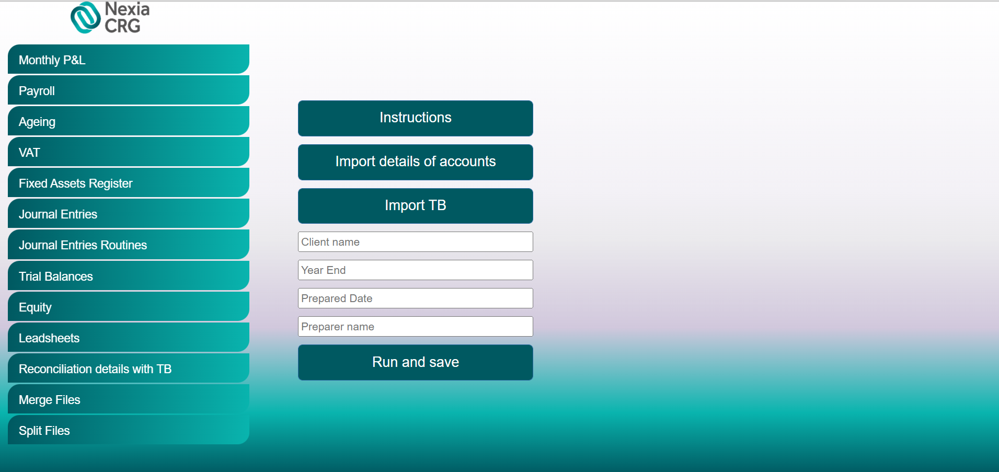 Nexia
CRG
Monthly P&L
Payroll
Ageing
VAT
Fixed Assets Register
Journal Entries
Journal Entries Routines
Trial Balances
Equity
Leadsheets
Reconciliation details with TB
Merge Files
Split Files
Instructions
Import details of accounts
Import TB
Client name
Year End
Prepared Date
Preparer name
Run and save